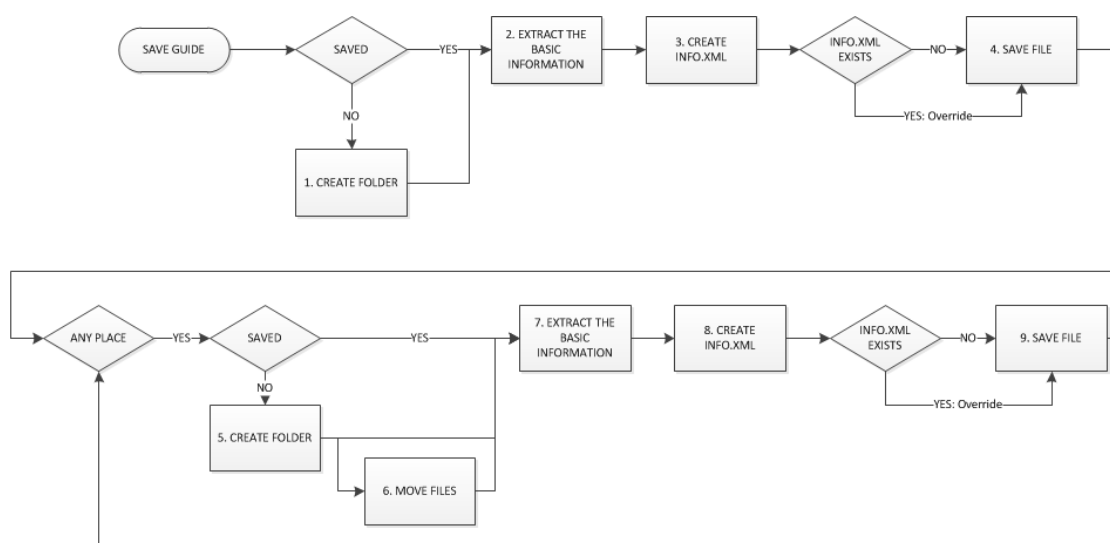 SAVE GUIDE
SAVED
YES
NO
1. CREATE FOLDER
2. EXTRACT THE
BASIC
INFORMATION
3. CREATE
INFO.XML
INFO.XML
EXISTS
NO
YES: Override
4. SAVE FILE
ANY PLACE
YES
SAVED
YES
NO
5. CREATE FOLDER
6. MOVE FILES
7. EXTRACT THE
BASIC
INFORMATION
8. CREATE
INFO.XML
INFO.XML
EXISTS
NO
YES: Override
9. SAVE FILE